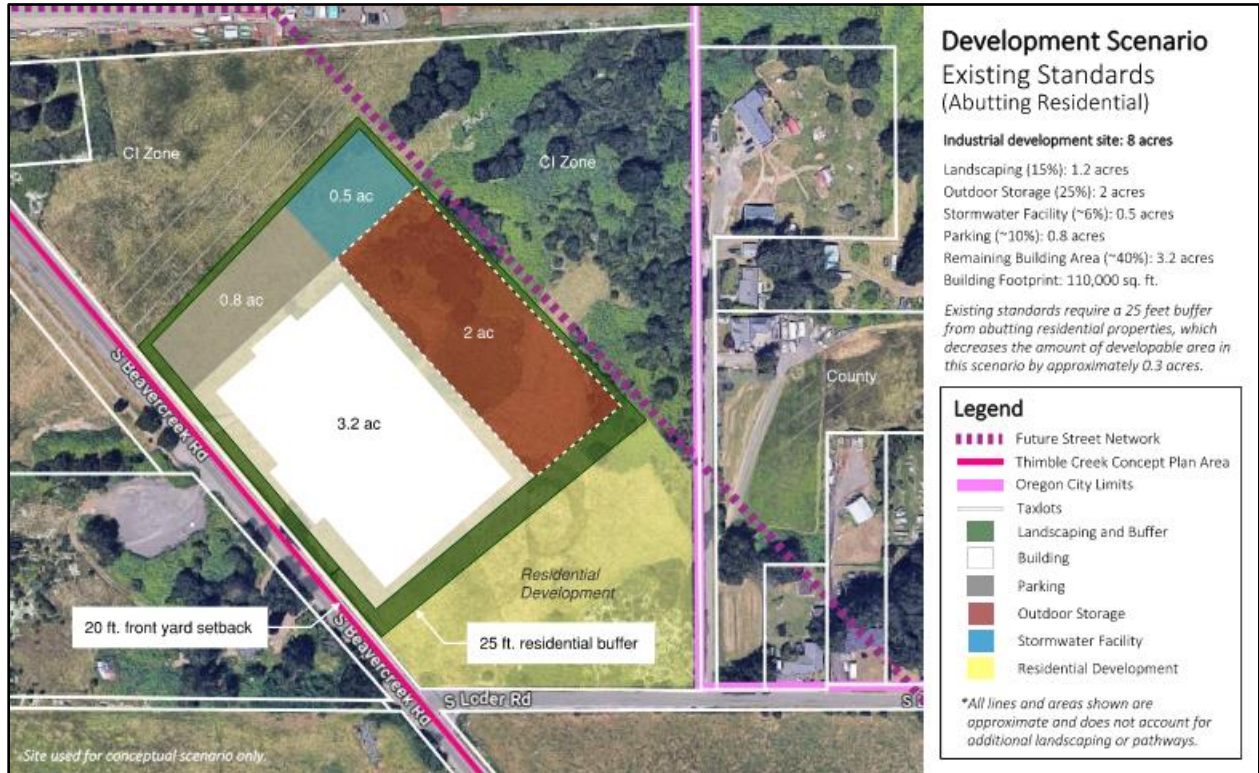 Development Scenario
Existing Standards
(Abutting Residential)
Industrial development site: 8 acres
Landscaping (15%): 1.2 acres
Outdoor Storage (25%): 2 acres
Stormwater Facility (~6%): 0.5 acres
Parking (~10%): 0.8 acres
Remaining Building Area (~40%): 3.2 acres
Building Footprint: 110,000 sq. ft.
Existing standards require a 25 feet buffer
from abutting residential properties, which
decreases the amount of developable area in
this scenario by approximately 0.3 acres.
Legend
Future Street Network
Thimble Creek Concept Plan Area
Oregon City Limits
Taxlots
Landscaping and Buffer
Building
Parking
Outdoor Storage
Stormwater Facility
Residential Development
*All lines and areas shown are
approximate and does not account for
additional landscaping or pathways.
CI Zone
CI Zone
0.5 ac
0.8 ac
2 ac
3.2 ac
County
S Beavercreek Rd
Residential
Development
20 ft. front yard setback
25 ft. residential buffer
S Beavercreek Rd
S Loder Rd
Site used for conceptual scenario only.